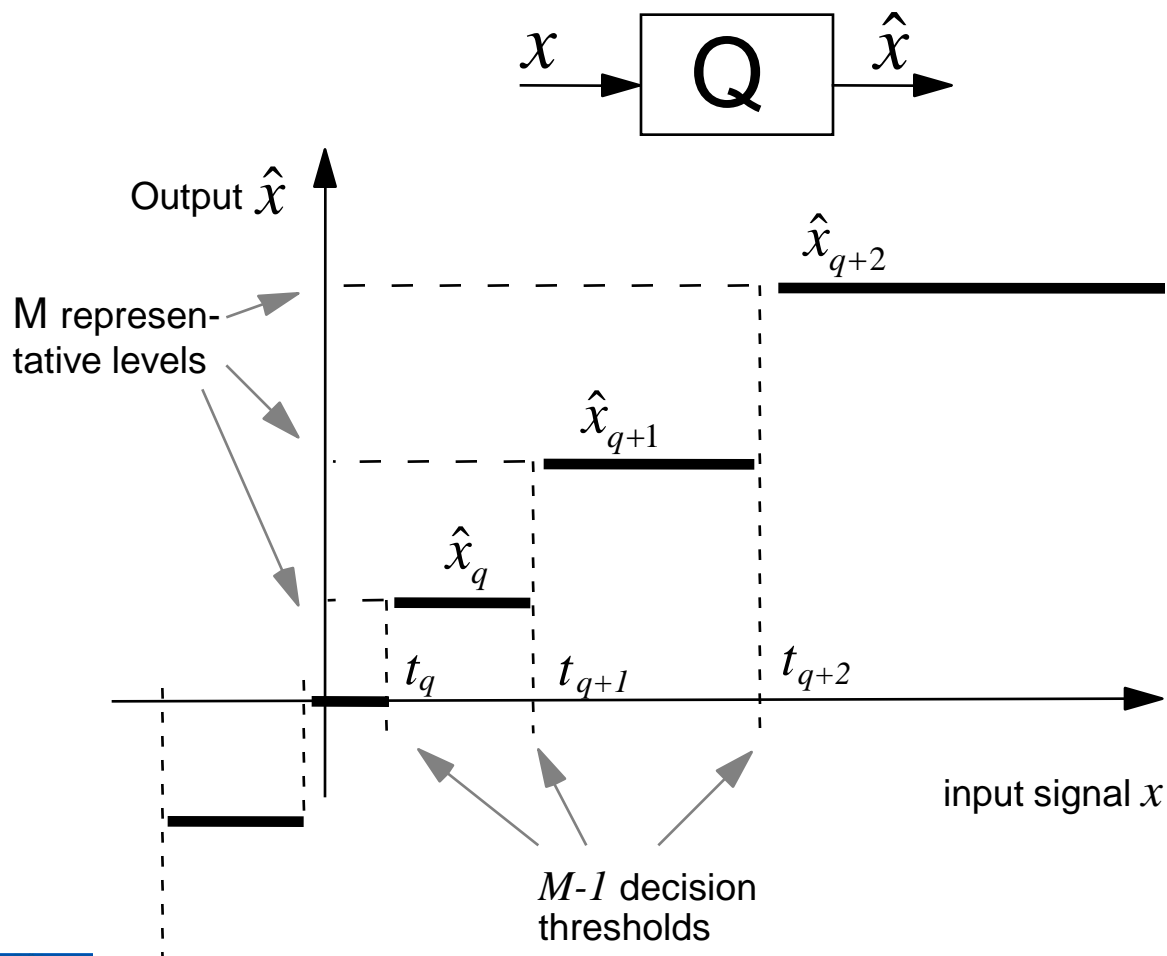 x Q x̂
Output x̂
x̂_{q+2}
M represen-
tative levels
x̂_{q+1}
x̂_q
t_q t_{q+1} t_{q+2}
input signal x
M-1 decision
thresholds